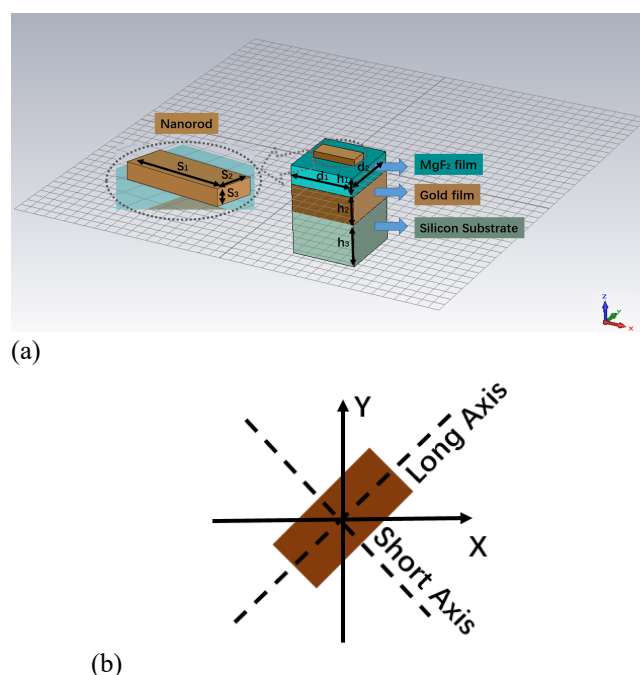 Nanorod
S1
S2
S3
d1
d2
h1
h2
h3
MgF2 film
Gold film
Silicon Substrate
Z
Y
X
(a)
Y
Long Axis
X
Short Axis
(b)